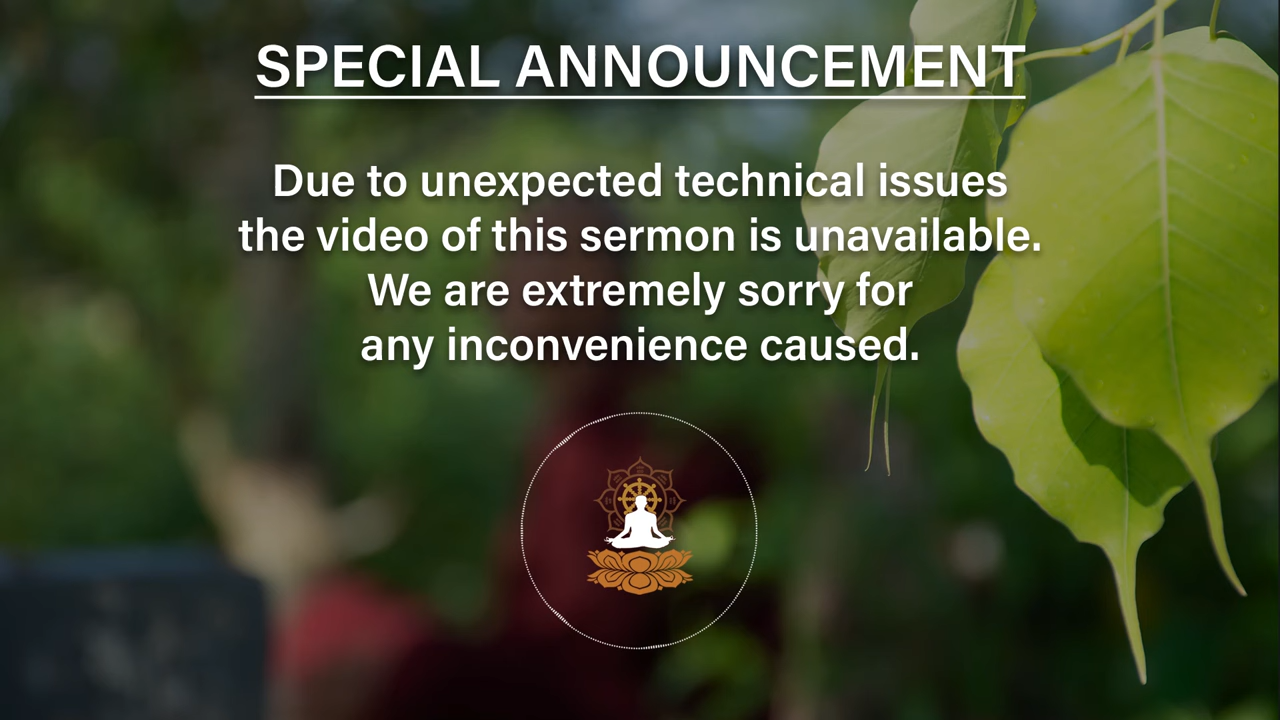 SPECIAL ANNOUNCEMENT
Due to unexpected technical issues
the video of this sermon is unavailable.
We are extremely sorry for
any inconvenience caused.